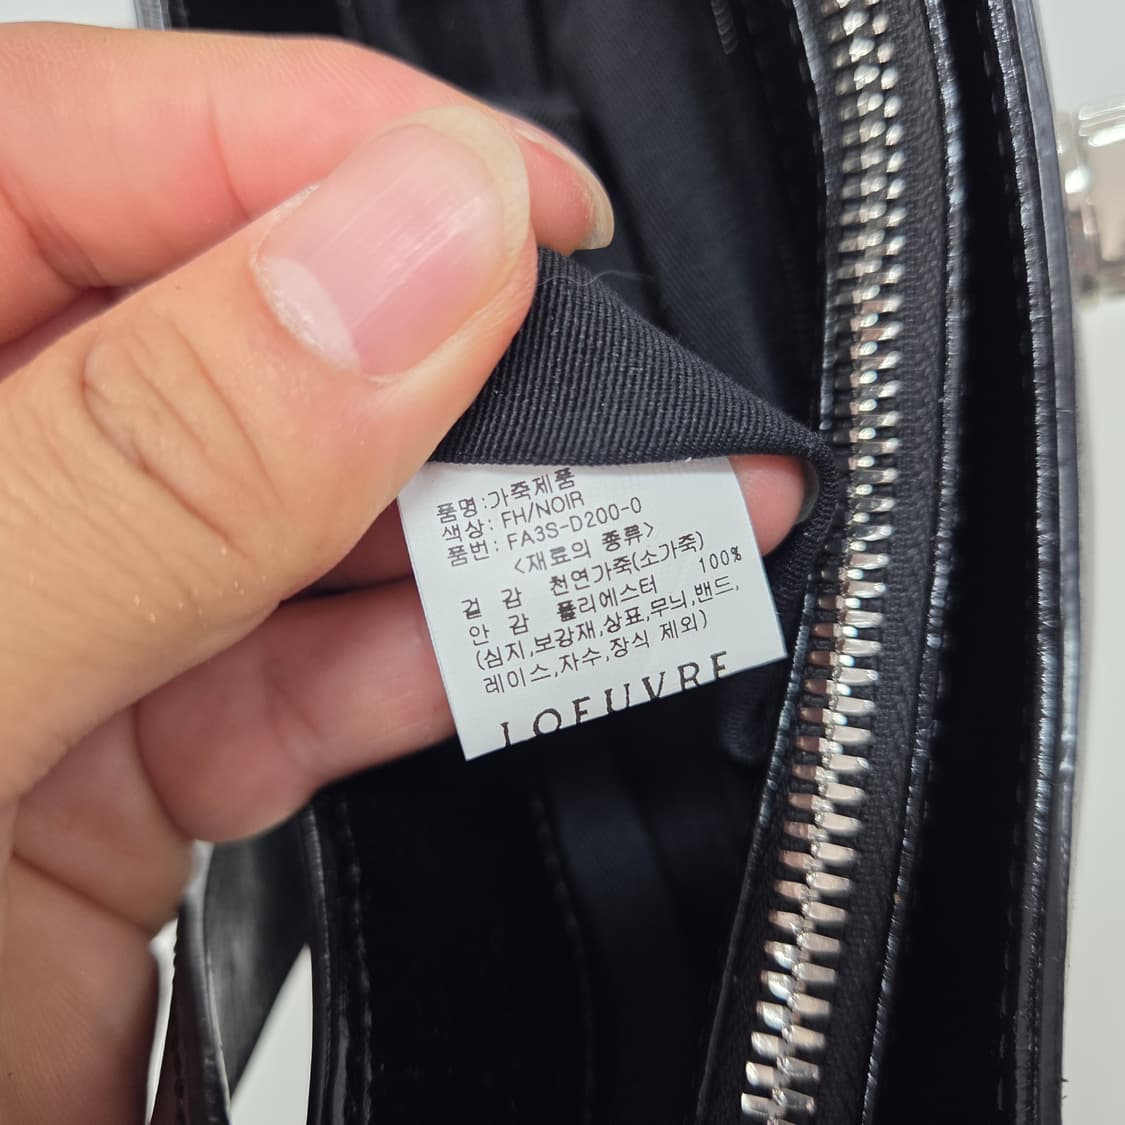 품명:가죽제품
색상: FH/NOIR
품번: FA3S-D200-0
<재료의 종류>
겉 감 천연가죽(소가죽)
안 감 폴리에스터 100%
(심지,보강재,상표,무늬,밴드,
레이스,자수,장식 제외)
LOEUVRE